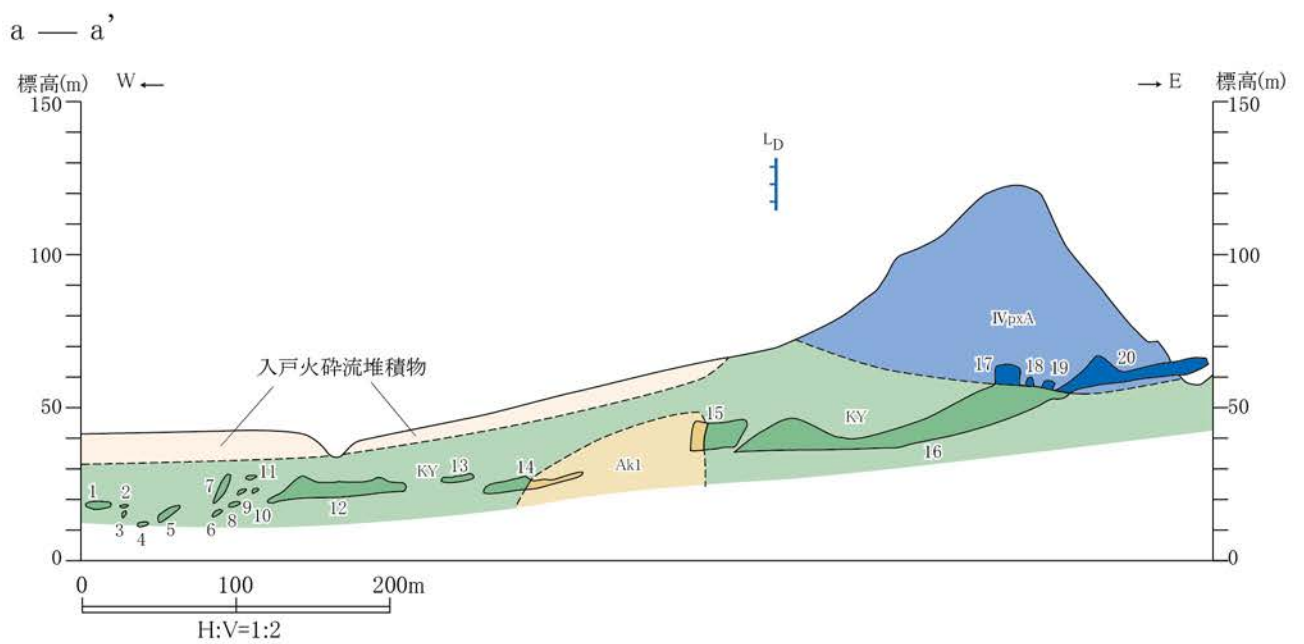 a — a’
標高(m) W ← → E 標高(m)
150 150
L_D
100 100
ⅣpxA
17 18 19 20
入戸火砕流堆積物
50 50
15 KY
16
KY 13 14 Ak1
1 2 7 11
3 4 5 6 8 9 10 12
0 0
0 100 200m
H:V=1:2